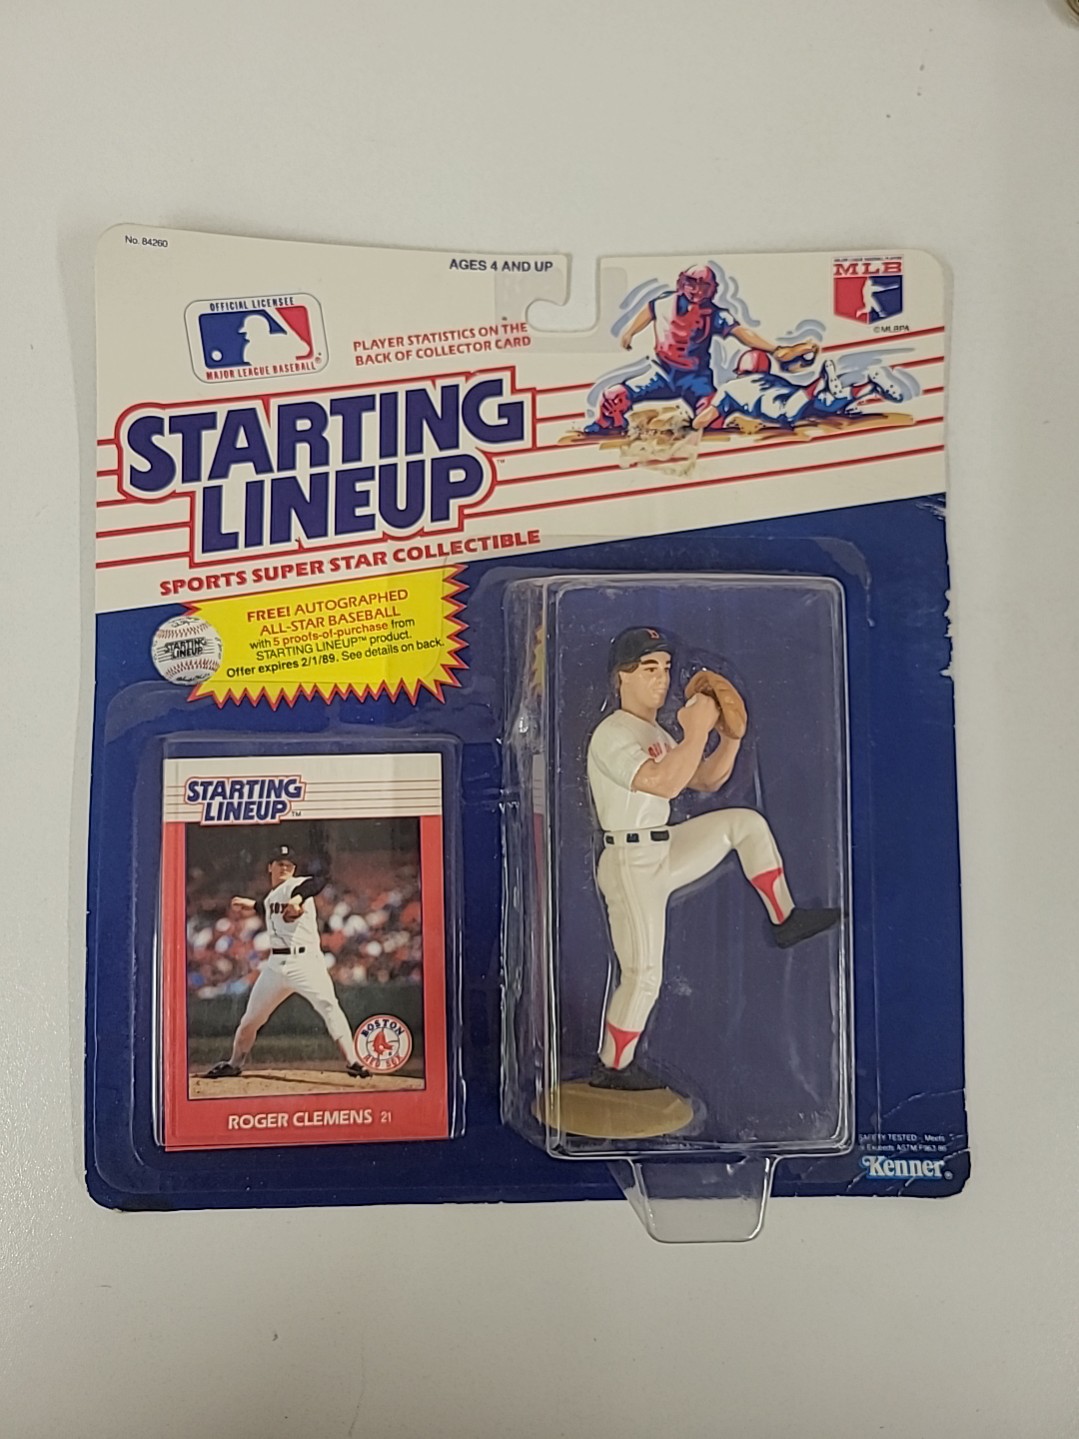 No. 84260
AGES 4 AND UP
OFFICIAL LICENSEE
MAJOR LEAGUE BASEBALL®
PLAYER STATISTICS ON THE
BACK OF COLLECTOR CARD
MLB
©MLBPA
STARTING
LINEUP™
SPORTS SUPER STAR COLLECTIBLE
FREE! AUTOGRAPHED
ALL-STAR BASEBALL
with 5 proofs-of-purchase from
STARTING LINEUP™ product.
Offer expires 2/1/89. See details on back.
STARTING
LINEUP
STARTING
LINEUP™
B
BOSTON
RED SOX
ROGER CLEMENS 21
B
SAFETY TESTED - Meets
Kenner®